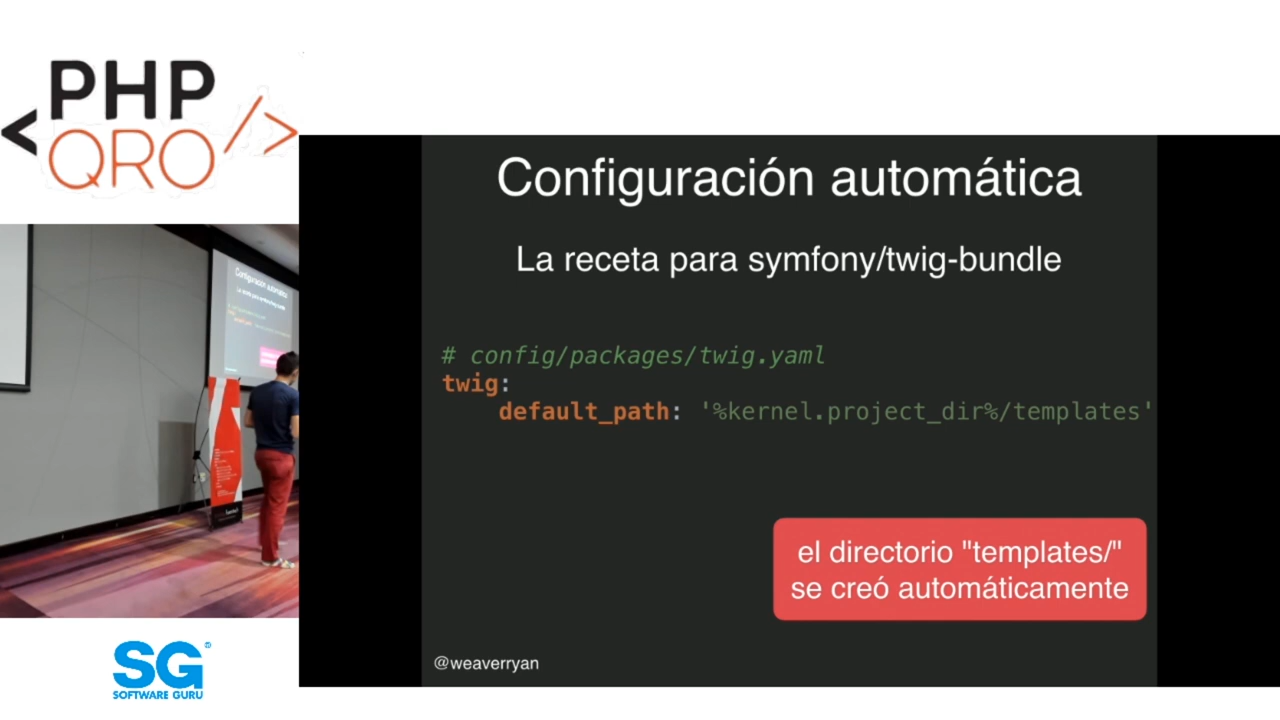 <PHP
QRO/>
Configuración automática
La receta para symfony/twig-bundle
# config/packages/twig.yaml
twig:
default_path: '%kernel.project_dir%/templates'
el directorio "templates/"
se creó automáticamente
@weaverryan
SG®
SOFTWARE GURU